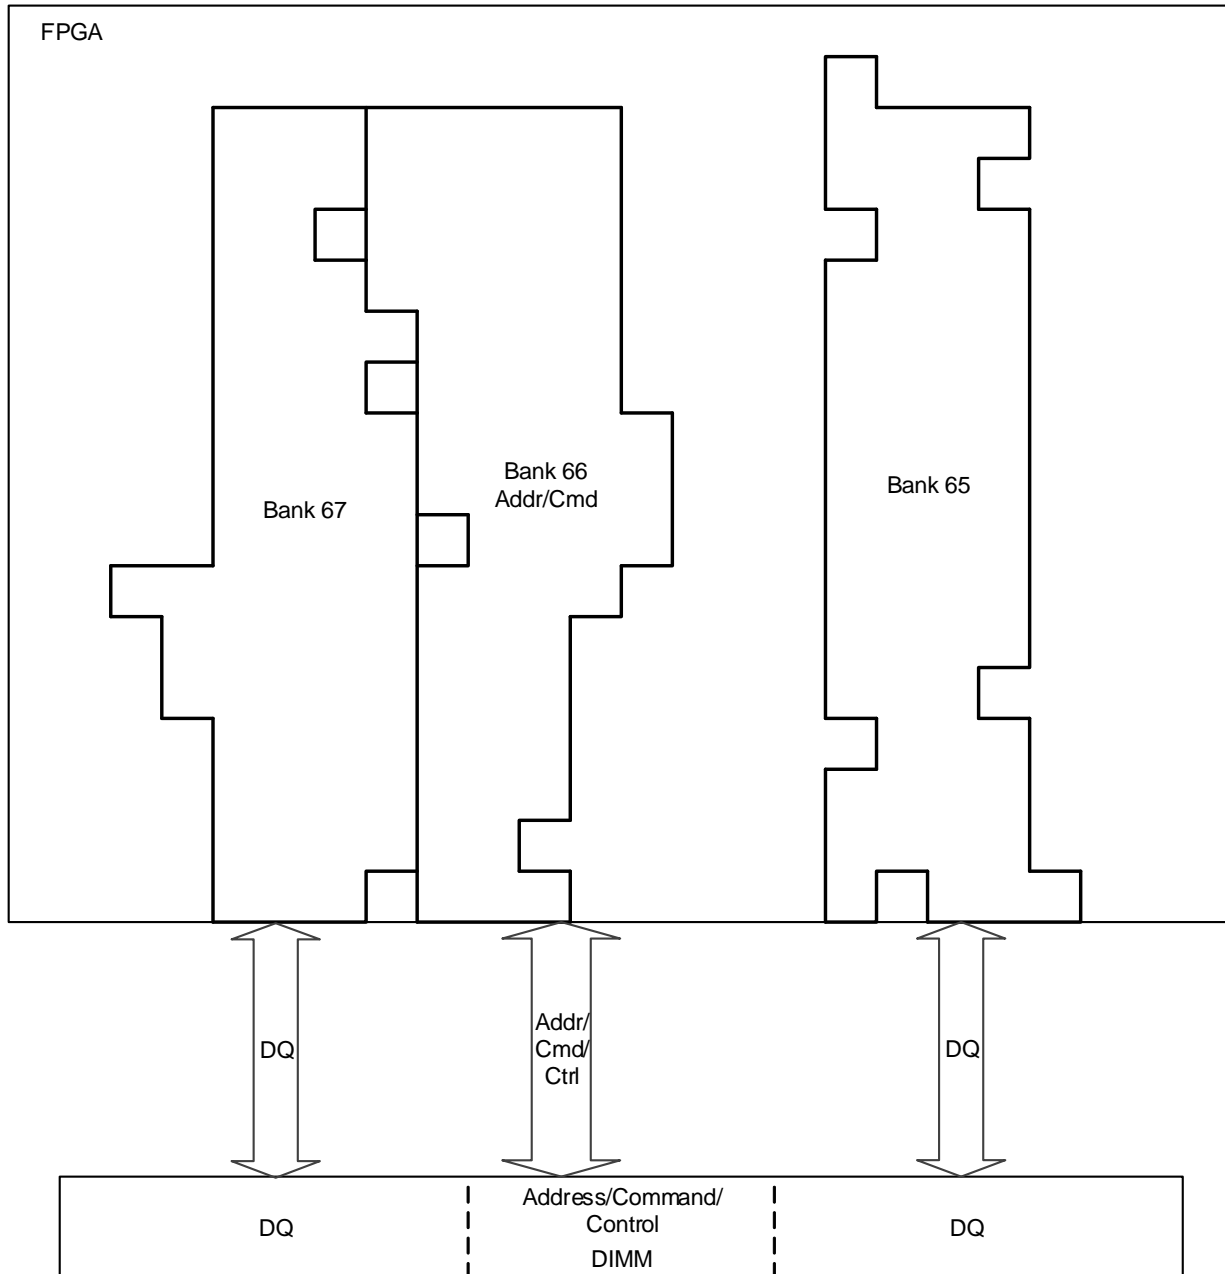 FPGA
Bank 67
Bank 66
Addr/Cmd
Bank 65
DQ
Addr/
Cmd/
Ctrl
DQ
DQ
Address/Command/
Control
DIMM
DQ